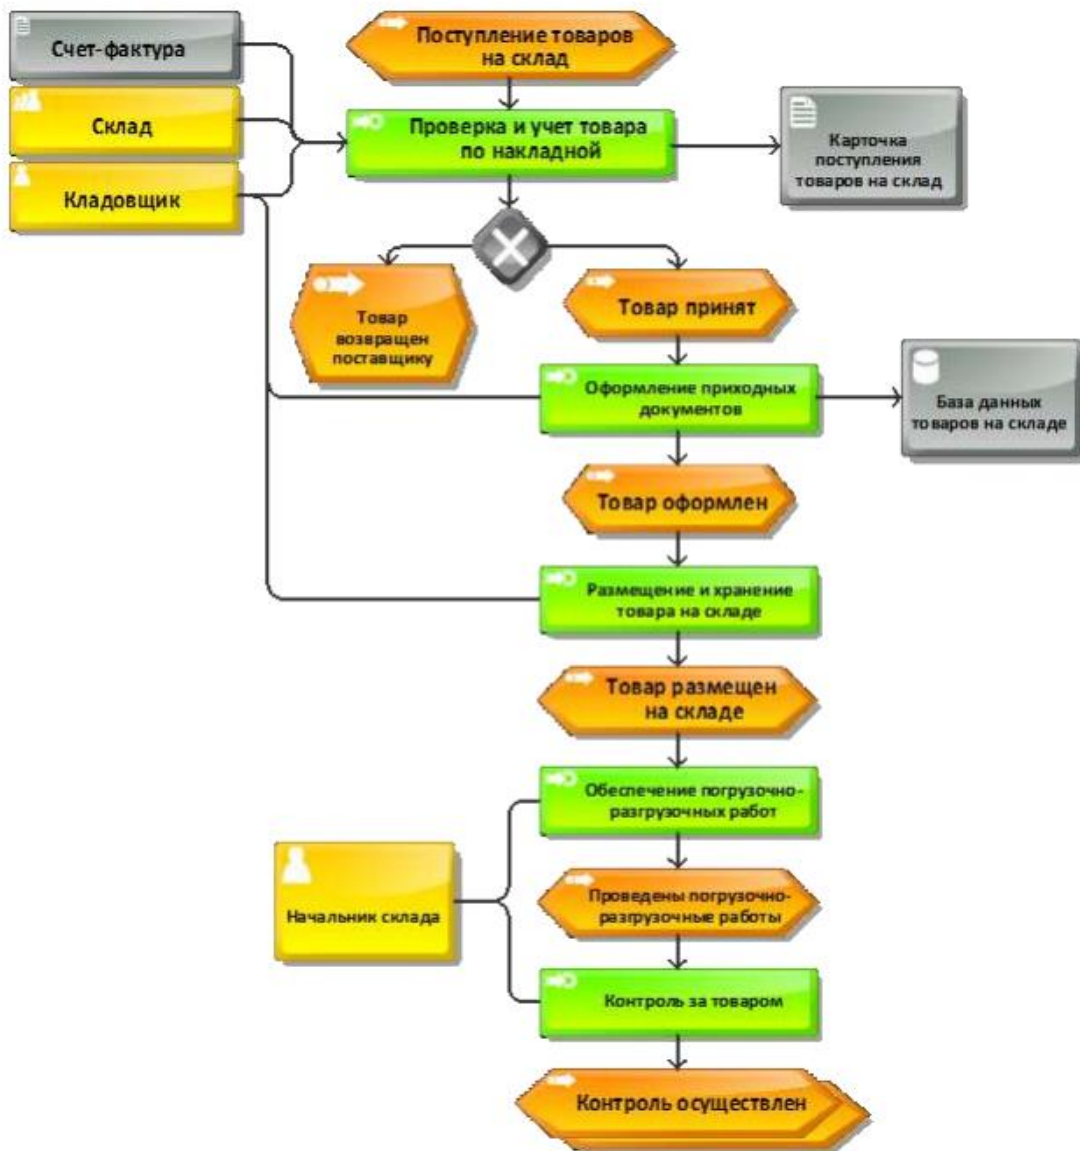 Счет-фактура
Поступление товаров
на склад
Склад
Проверка и учет товара
по накладной
Карточка
поступления
товаров на склад
Кладовщик
Товар
возвращен
поставщику
Товар принят
Оформление приходных
документов
База данных
товаров на складе
Товар оформлен
Размещение и хранение
товара на складе
Товар размещен
на складе
Обеспечение погрузочно-
разгрузочных работ
Начальник склада
Проведены погрузочно-
разгрузочные работы
Контроль за товаром
Контроль осуществлен